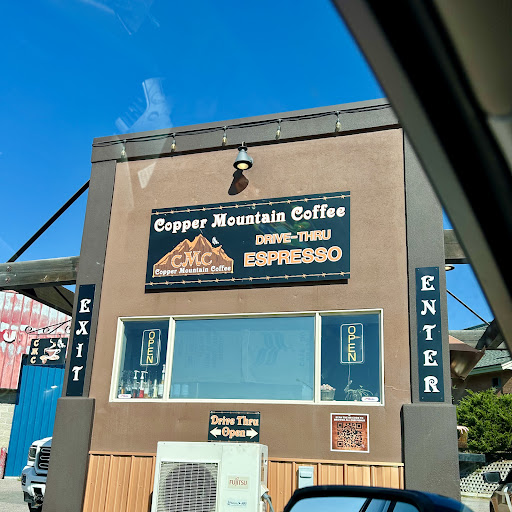 Copper Mountain Coffee
DRIVE-THRU
ESPRESSO
C.M.C
Copper Mountain Coffee
EXIT
ENTER
OPEN
OPEN
CMC
Drive Thru
Open
FUJITSU